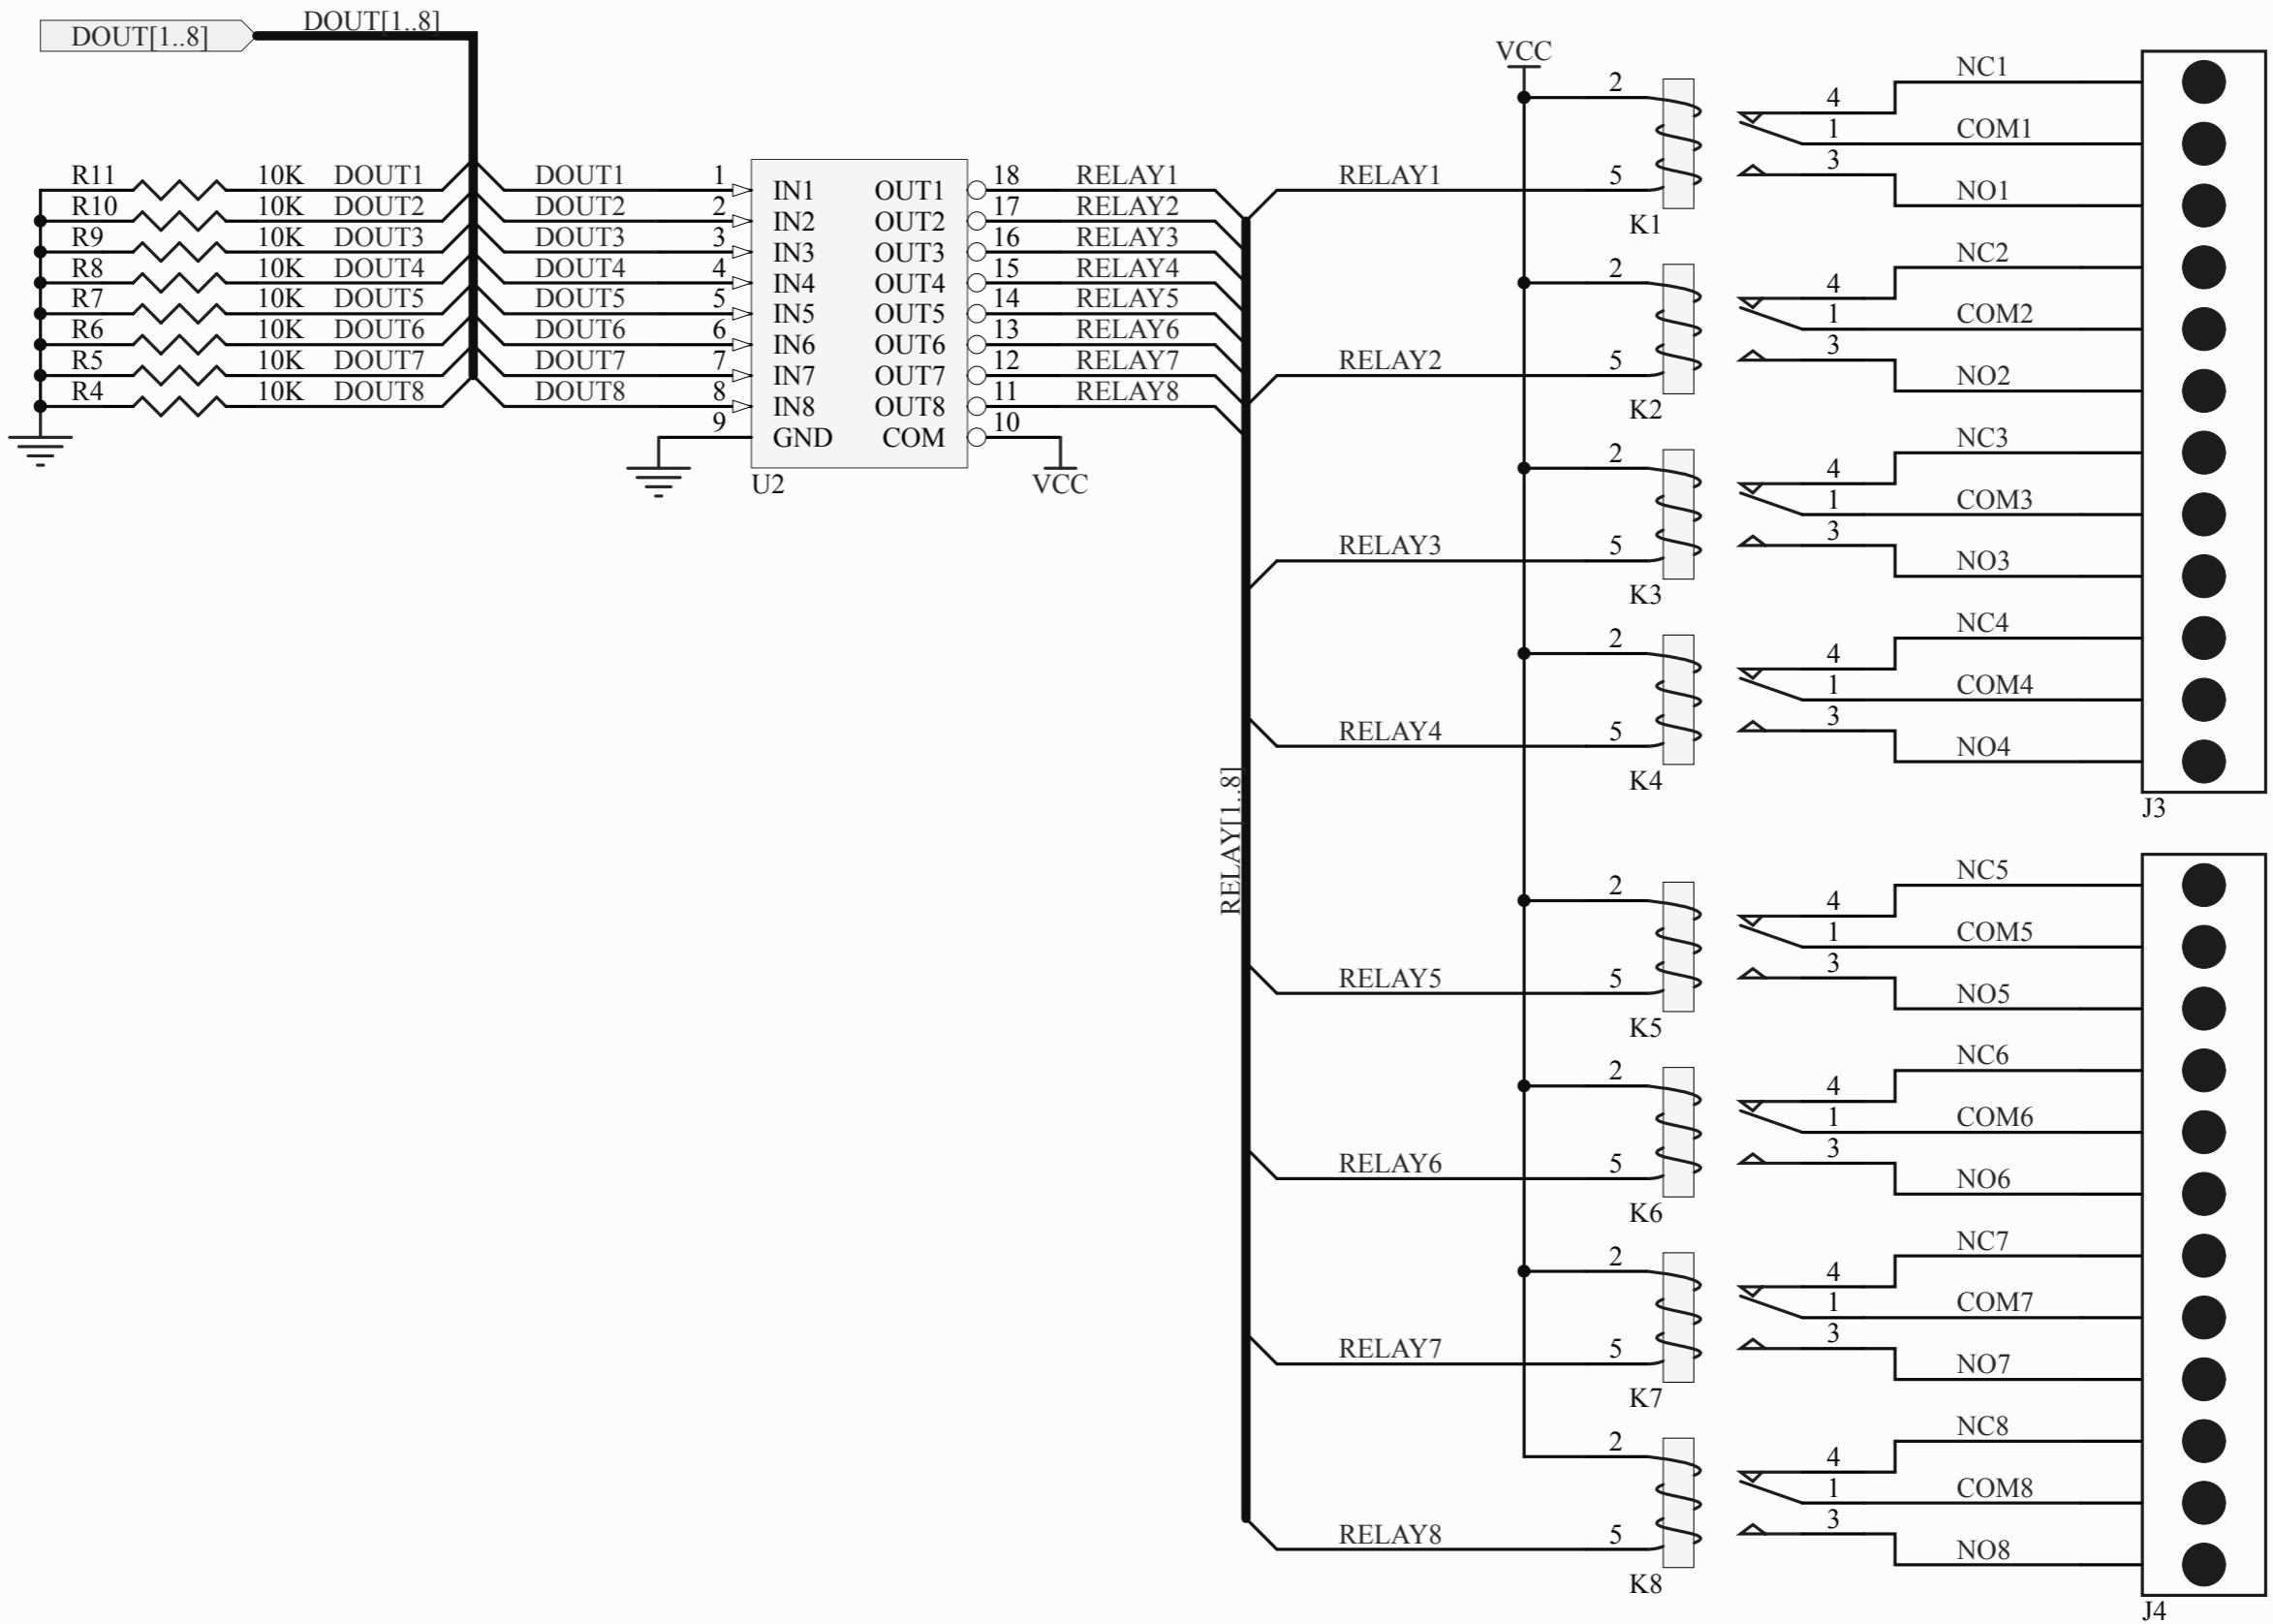 DOUT[1..8]
DOUT[1..8]
R11 10K DOUT1
R10 10K DOUT2
R9 10K DOUT3
R8 10K DOUT4
R7 10K DOUT5
R6 10K DOUT6
R5 10K DOUT7
R4 10K DOUT8
DOUT1 1 IN1 OUT1 18 RELAY1
DOUT2 2 IN2 OUT2 17 RELAY2
DOUT3 3 IN3 OUT3 16 RELAY3
DOUT4 4 IN4 OUT4 15 RELAY4
DOUT5 5 IN5 OUT5 14 RELAY5
DOUT6 6 IN6 OUT6 13 RELAY6
DOUT7 7 IN7 OUT7 12 RELAY7
DOUT8 8 IN8 OUT8 11 RELAY8
9 GND COM 10
U2
VCC
RELAY[1..8]
VCC
2
RELAY1 5
K1
4 NC1
1 COM1
3 NO1
2
RELAY2 5
K2
4 NC2
1 COM2
3 NO2
2
RELAY3 5
K3
4 NC3
1 COM3
3 NO3
2
RELAY4 5
K4
4 NC4
1 COM4
3 NO4
J3
2
RELAY5 5
K5
4 NC5
1 COM5
3 NO5
2
RELAY6 5
K6
4 NC6
1 COM6
3 NO6
2
RELAY7 5
K7
4 NC7
1 COM7
3 NO7
2
RELAY8 5
K8
4 NC8
1 COM8
3 NO8
J4